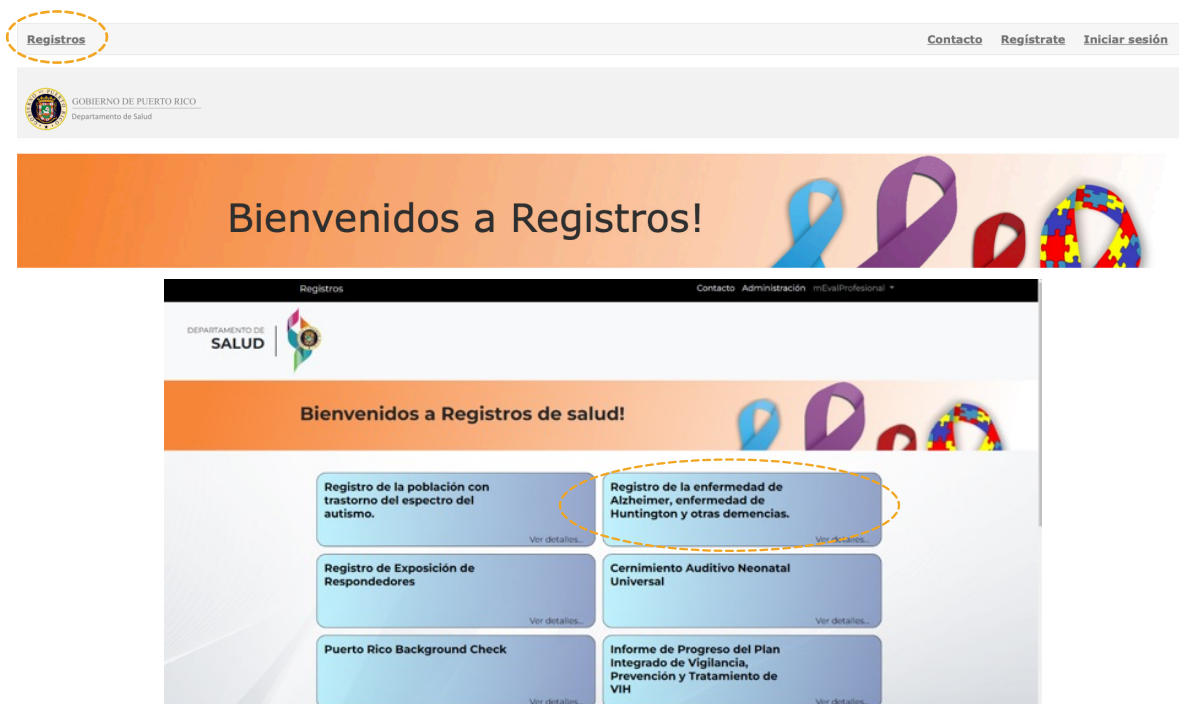 Registros
Contacto Regístrate Iniciar sesión
GOBIERNO DE PUERTO RICO
Departamento de Salud
Bienvenidos a Registros!
Registros
Contacto Administración mEvalProfesional
DEPARTAMENTO DE
SALUD
Bienvenidos a Registros de salud!
Registro de la población con
trastorno del espectro del
autismo.
Ver detalles...
Registro de la enfermedad de
Alzheimer, enfermedad de
Huntington y otras demencias.
Ver detalles...
Registro de Exposición de
Respondedores
Ver detalles...
Cernimiento Auditivo Neonatal
Universal
Ver detalles...
Puerto Rico Background Check
Ver detalles...
Informe de Progreso del Plan
Integrado de Vigilancia,
Prevención y Tratamiento de
VIH
Ver detalles...